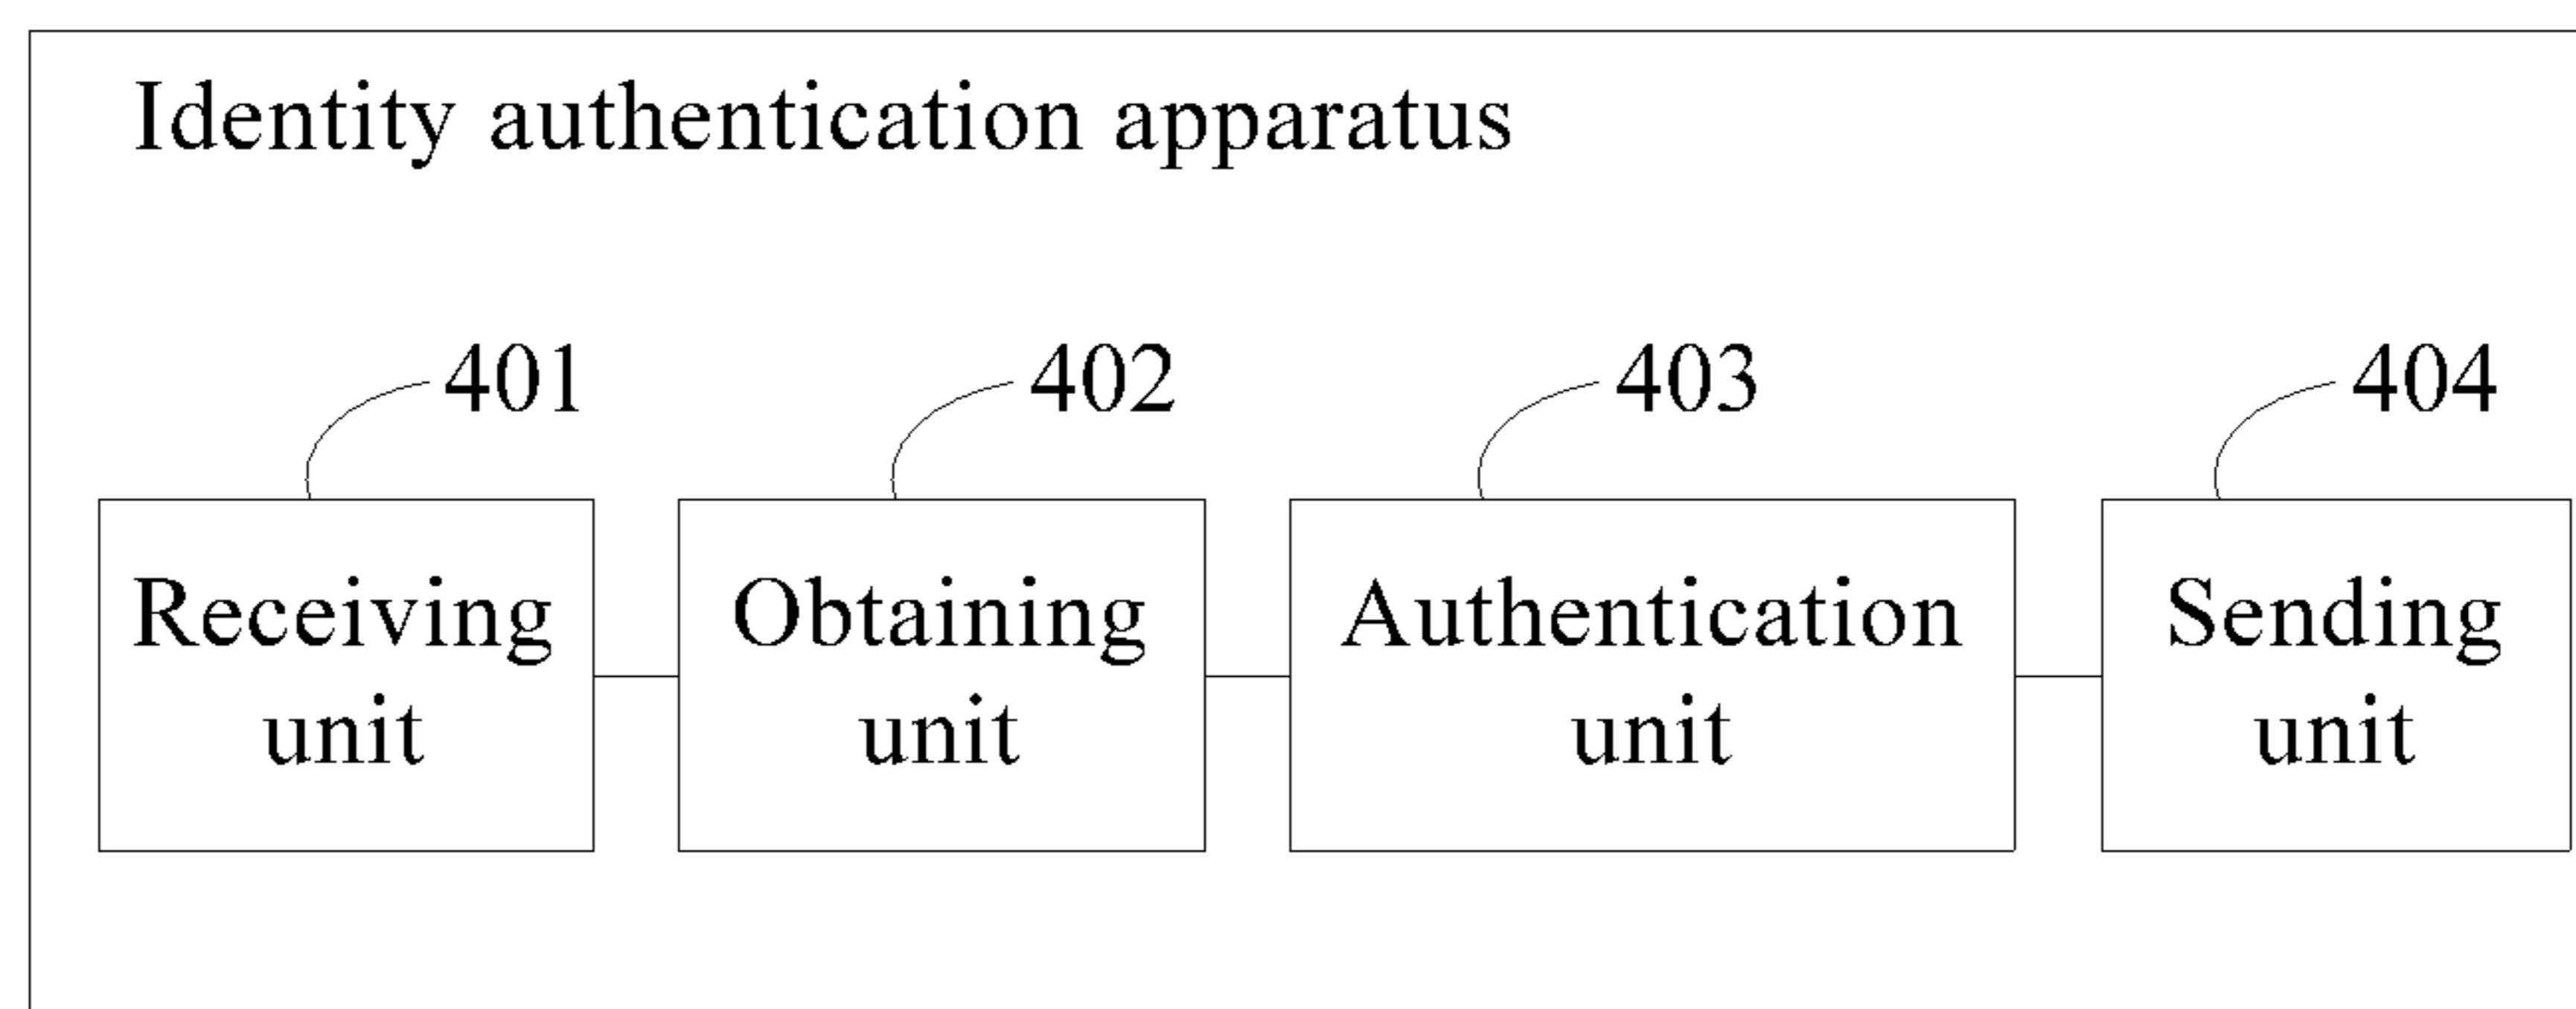 Identity authentication apparatus
401
402
403
404
Receiving
unit
Obtaining
unit
Authentication
unit
Sending
unit